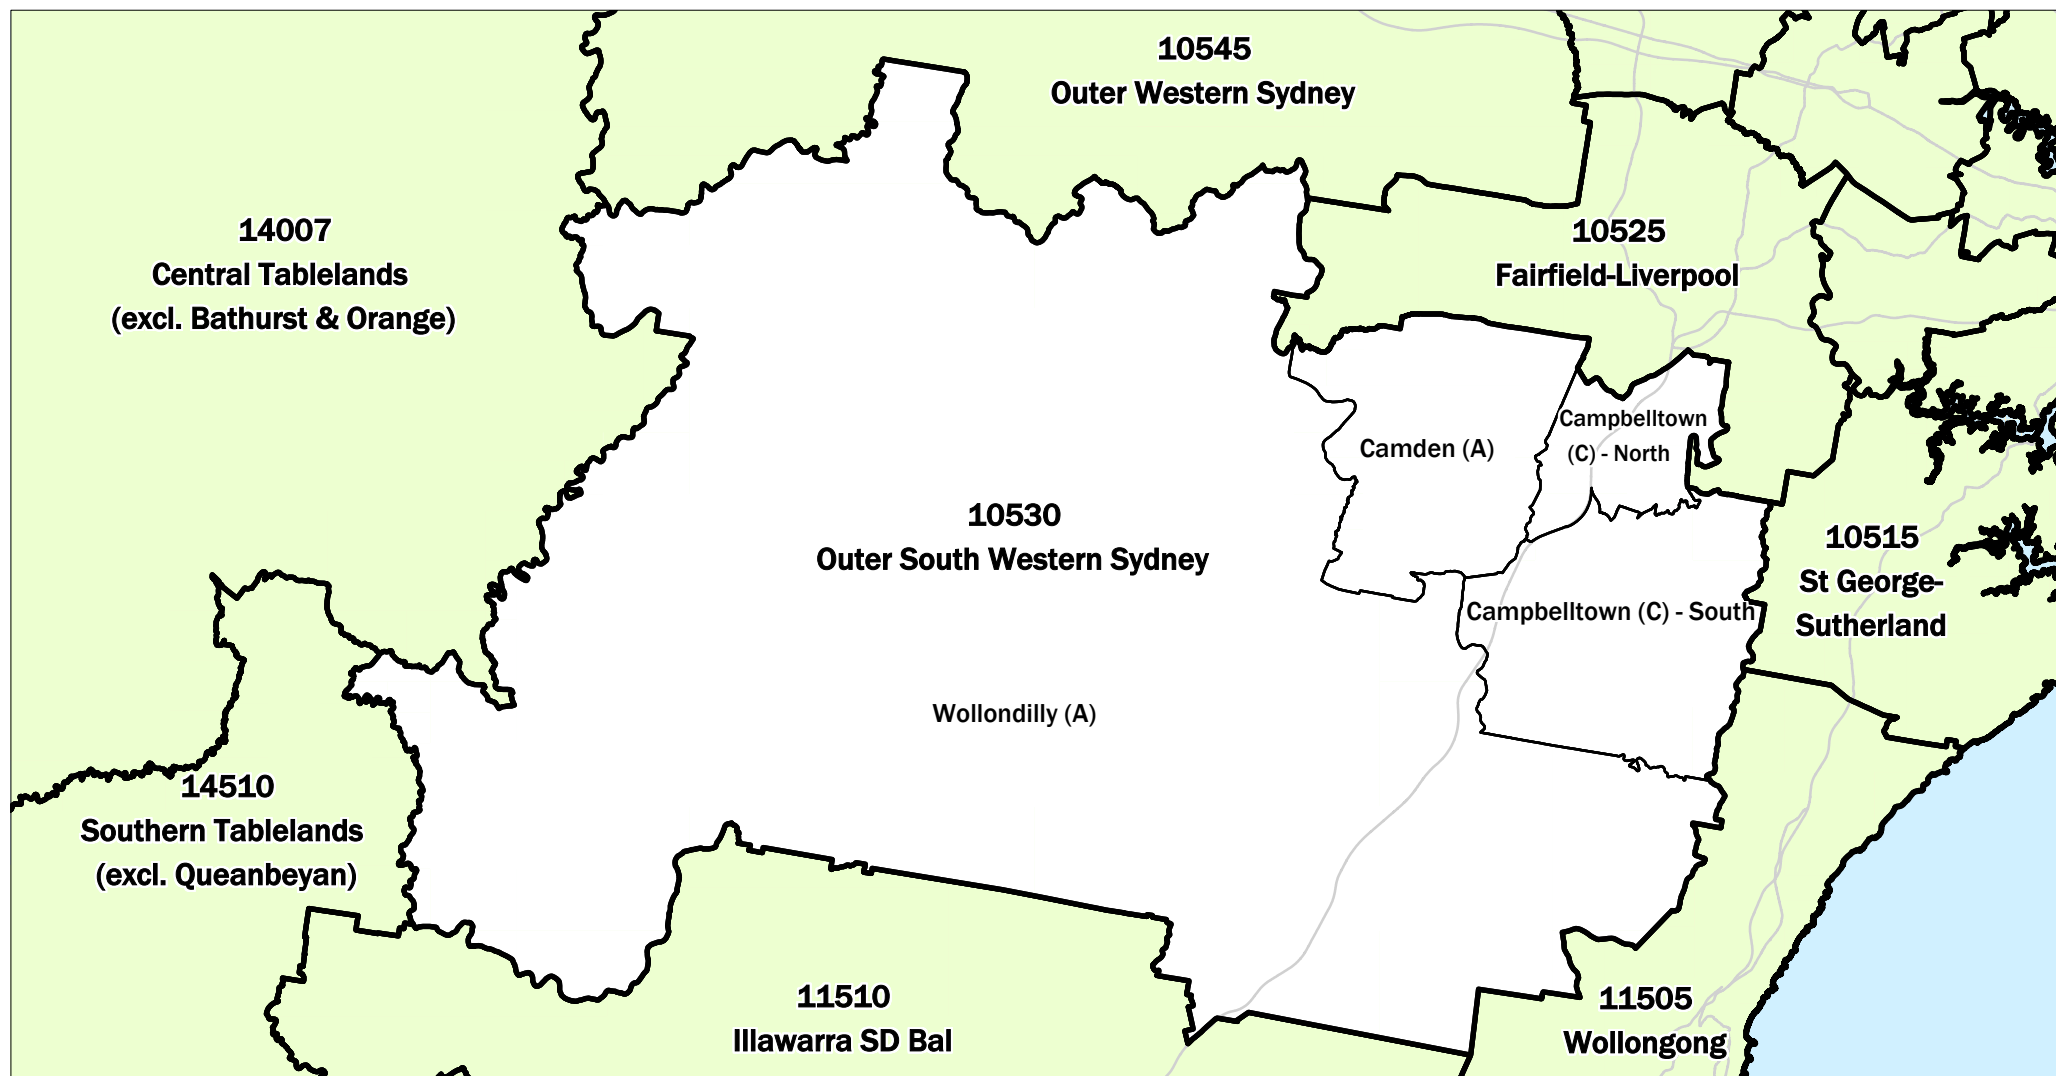 10545
Outer Western Sydney
14007
Central Tablelands
(excl. Bathurst & Orange)
10525
Fairfield-Liverpool
Campbelltown
(C) - North
Camden (A)
10530
Outer South Western Sydney
10515
St George-
Sutherland
Campbelltown (C) - South
Wollondilly (A)
14510
Southern Tablelands
(excl. Queanbeyan)
11510
Illawarra SD Bal
11505
Wollongong